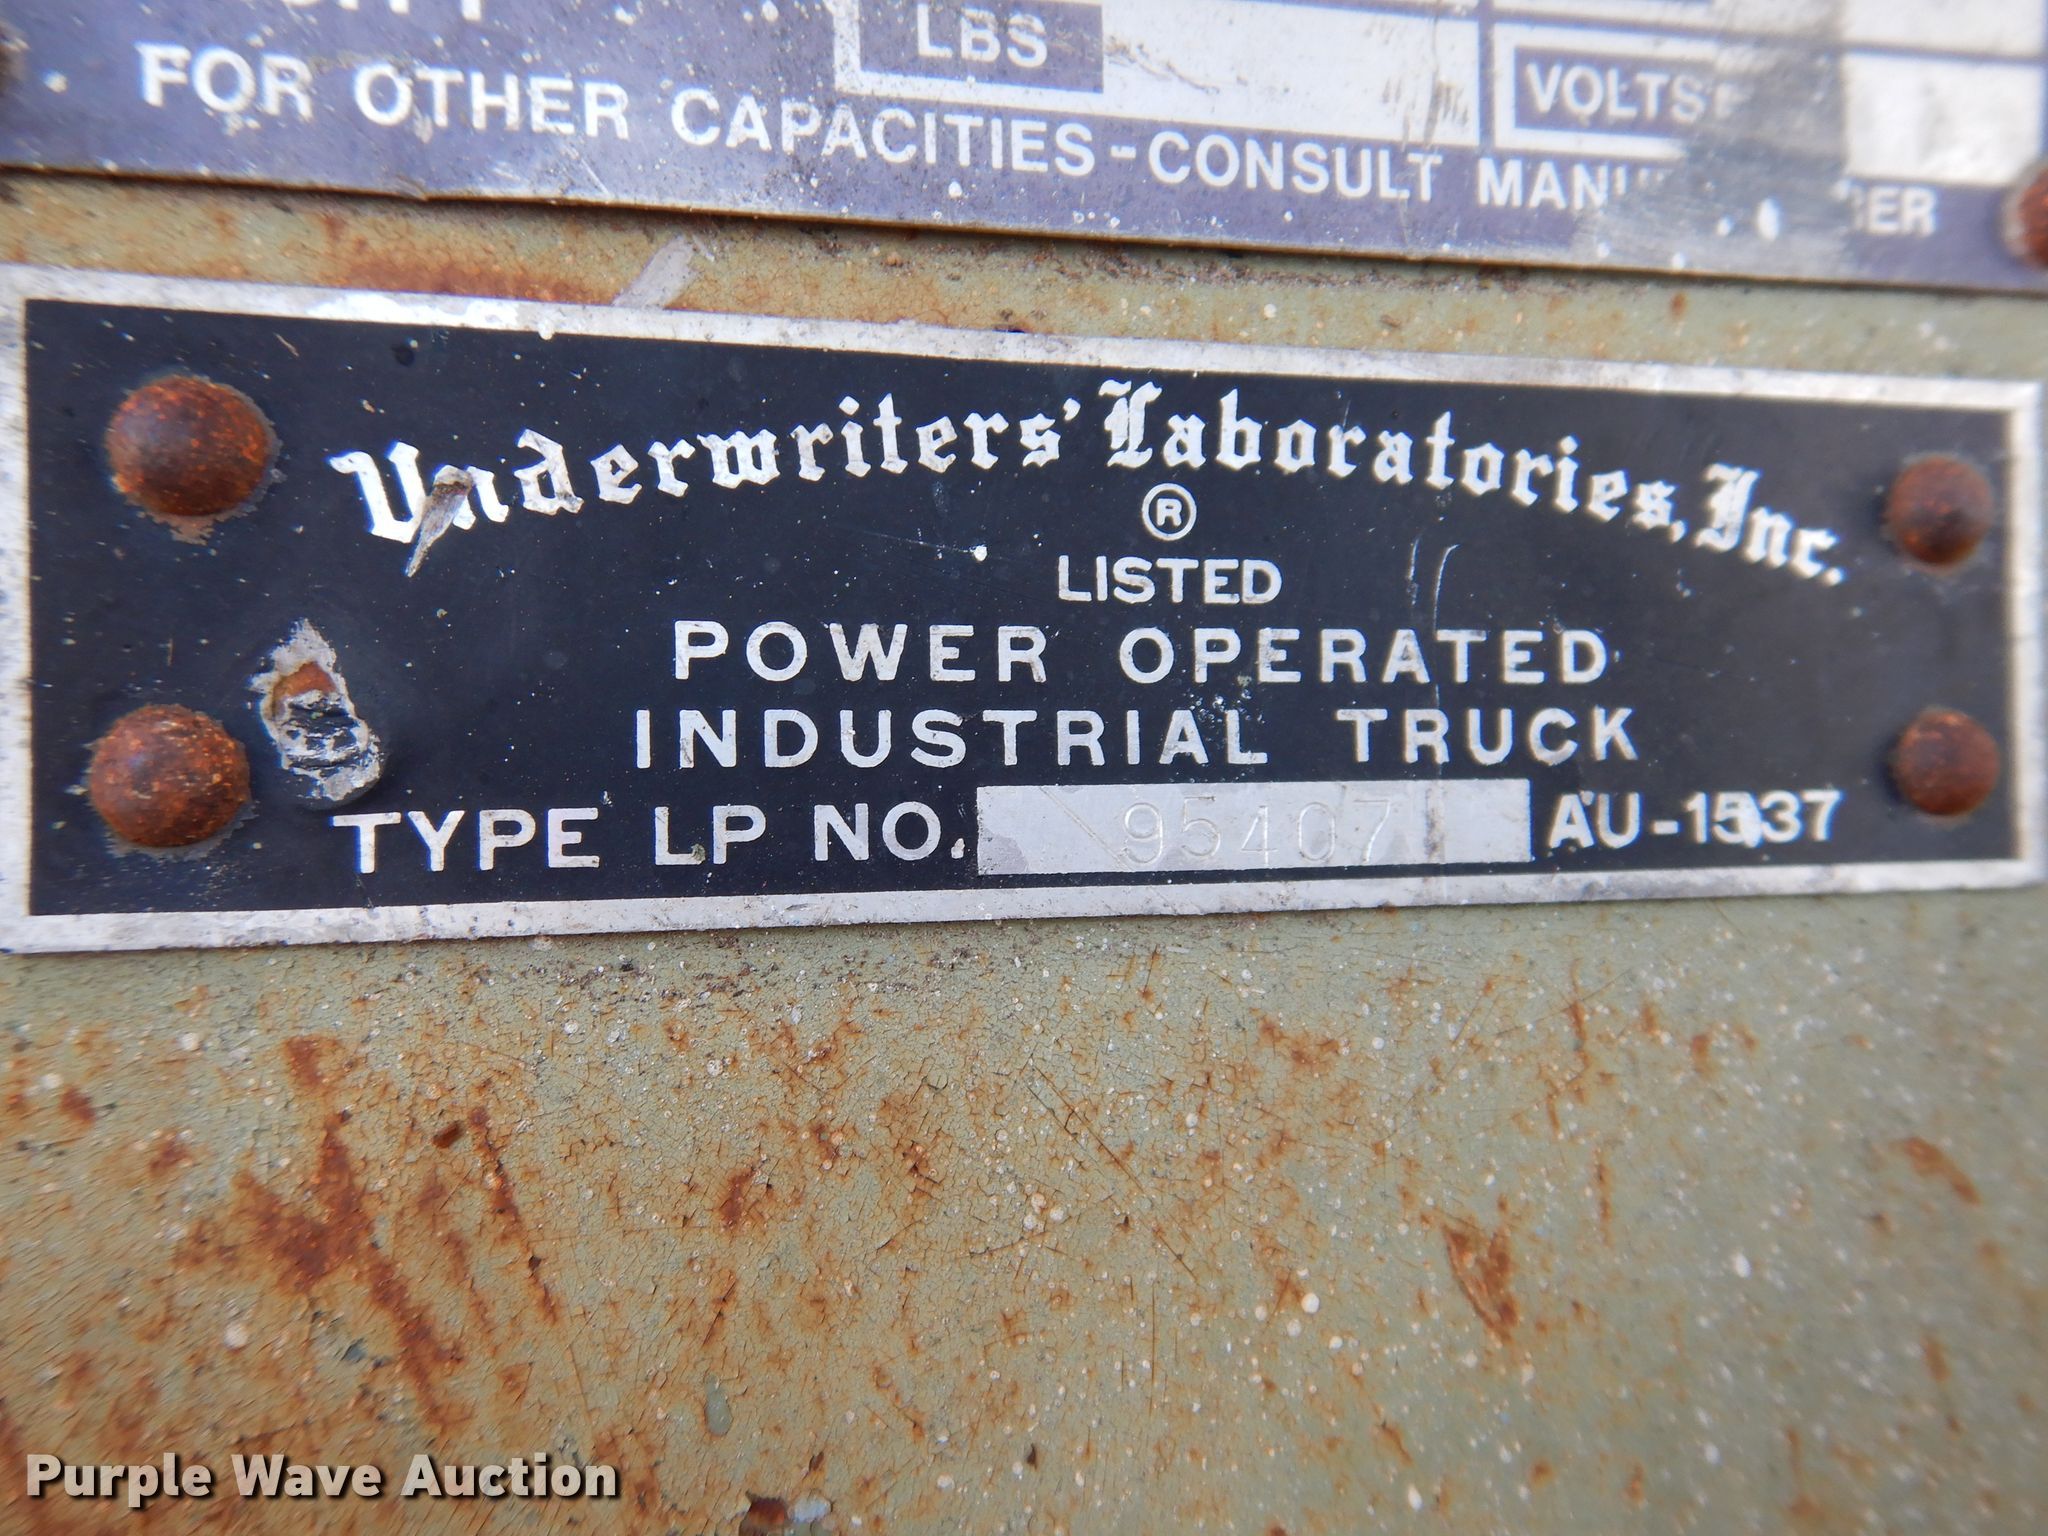 LBS
VOLTS
FOR OTHER CAPACITIES - CONSULT
Underwriters' Laboratories, Inc.
®
LISTED
POWER OPERATED
INDUSTRIAL TRUCK
TYPE LP NO. 95407 AU-1537
Purple Wave Auction